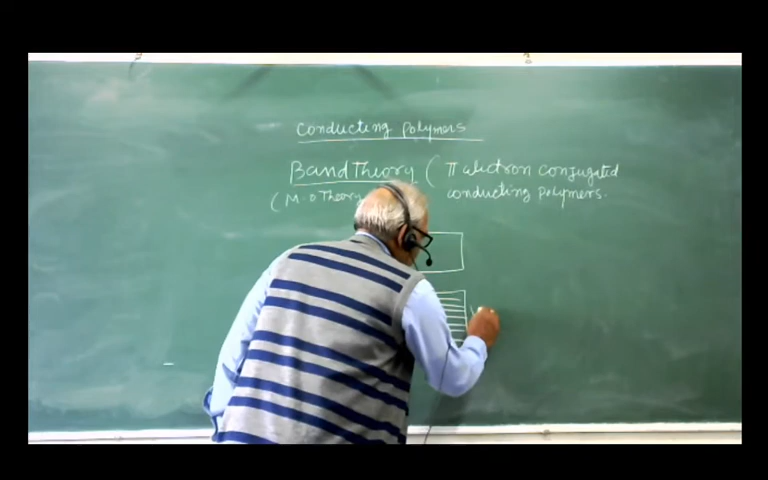 Conducting Polymers
Band Theory ( π electron conjugated
( M.O Theory conducting polymers.